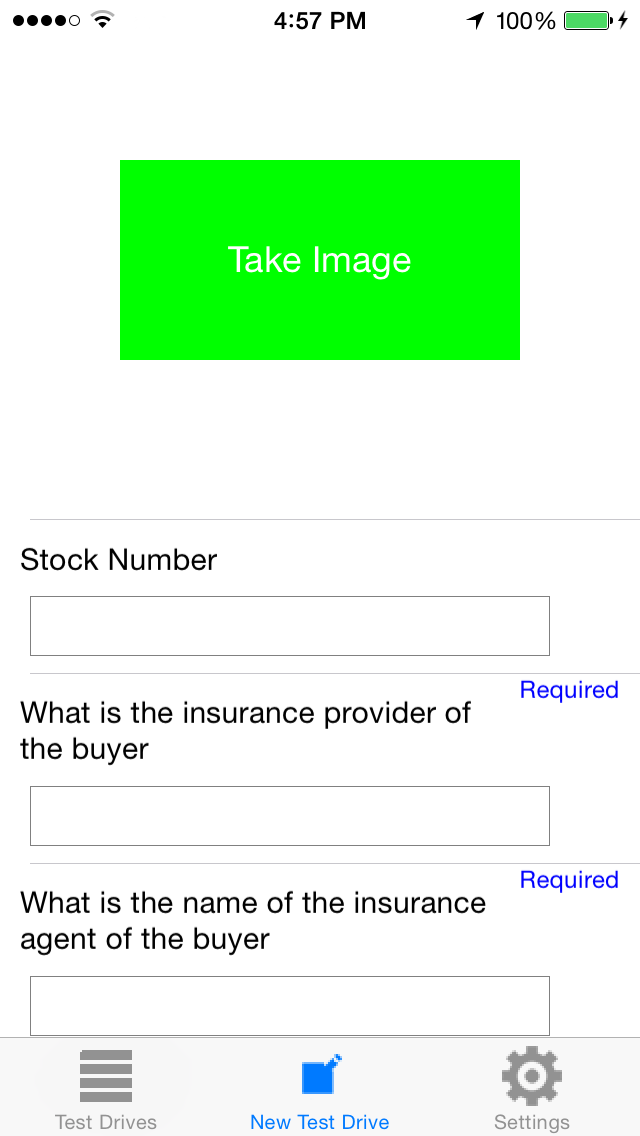 4:57 PM 100%
Take Image
Stock Number
Required
What is the insurance provider of
the buyer
Required
What is the name of the insurance
agent of the buyer
Test Drives New Test Drive Settings